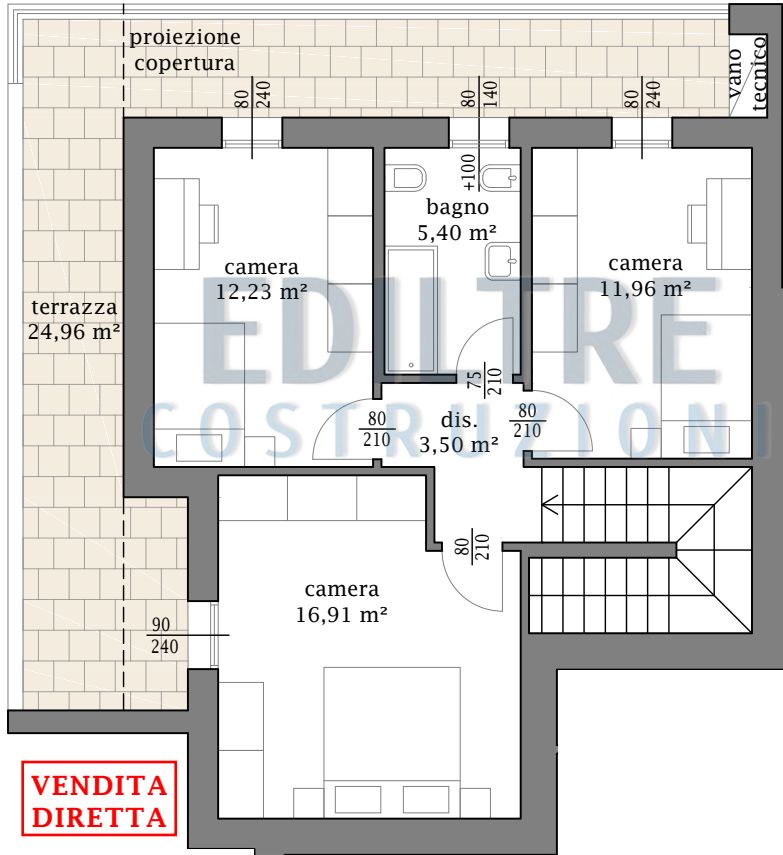 proiezione
copertura
vano
tecnico
80
240
80
140
+100
80
240
bagno
5,40 m²
camera
12,23 m²
camera
11,96 m²
terrazza
24,96 m²
EDILTRE
COSTRUZIONI
75
210
80
210
dis.
3,50 m²
80
210
80
210
camera
16,91 m²
90
240
VENDITA
DIRETTA